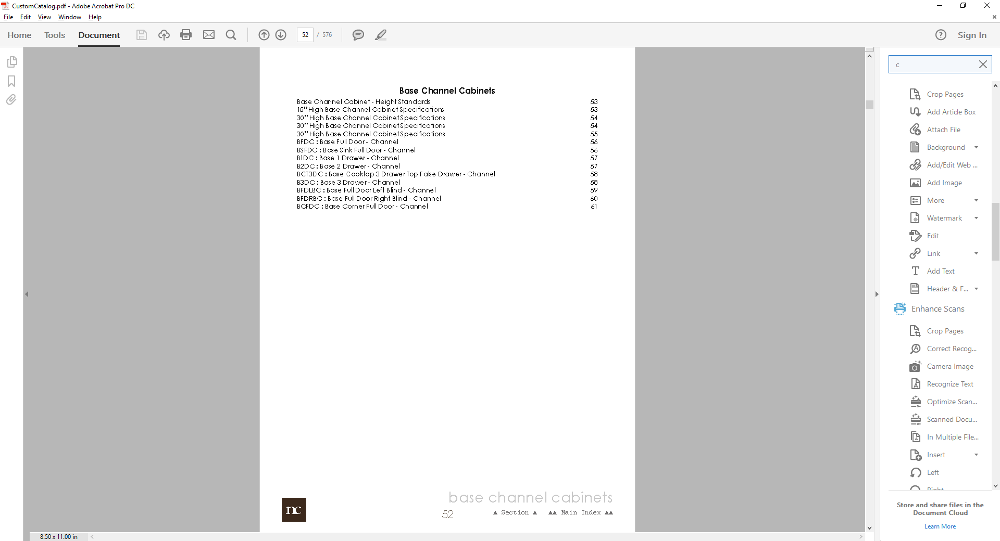 CustomCatalog.pdf - Adobe Acrobat Pro DC
File Edit View Window Help
Home Tools Document 52 / 576 Sign In
c
Base Channel Cabinets
Base Channel Cabinet - Height Standards 53
15’’ High Base Channel Cabinet Specifications 53
30’’ High Base Channel Cabinet Specifications 54
30’’ High Base Channel Cabinet Specifications 54
30’’ High Base Channel Cabinet Specifications 55
BFDC : Base Full Door - Channel 56
BSFDC : Base Sink Full Door - Channel 56
B1DC : Base 1 Drawer - Channel 57
B2DC : Base 2 Drawer - Channel 57
BCT3DC : Base Cooktop 3 Drawer Top False Drawer - Channel 58
B3DC : Base 3 Drawer - Channel 58
BFDLBC : Base Full Door Left Blind - Channel 59
BFDRBC : Base Full Door Right Blind - Channel 60
BCFDC : Base Corner Full Door - Channel 61
nc
base channel cabinets
52 ▲ Section ▲ ▲▲ Main Index ▲▲
8.50 x 11.00 in
Crop Pages
Add Article Box
Attach File
Background
Add/Edit Web ...
Add Image
More
Watermark
Edit
Link
Add Text
Header & F...
Enhance Scans
Crop Pages
Correct Recog...
Camera Image
Recognize Text
Optimize Scan...
Scanned Docu...
In Multiple File...
Insert
Left
Right
Store and share files in the
Document Cloud
Learn More